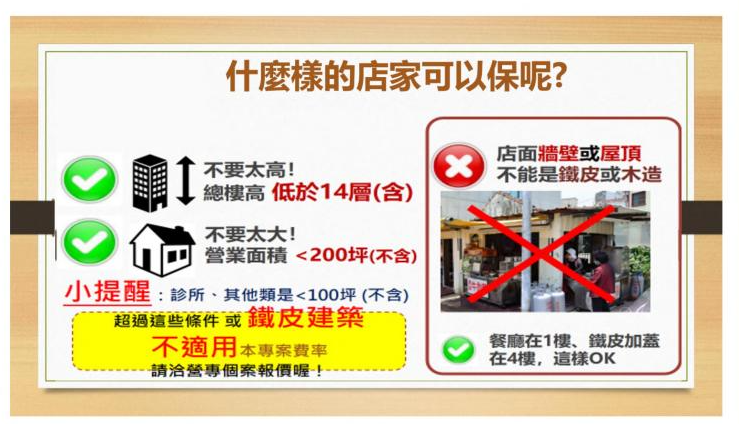 什麼樣的店家可以保呢?
不要太高!
總樓高 低於14層(含)
不要太大!
營業面積 <200坪(不含)
小提醒：診所、其他類是<100坪 (不含)
超過這些條件 或 鐵皮建築
不適用本專案費率
請洽營專個案報價喔！
店面牆壁或屋頂
不能是鐵皮或木造
餐廳在1樓、鐵皮加蓋
在4樓，這樣OK